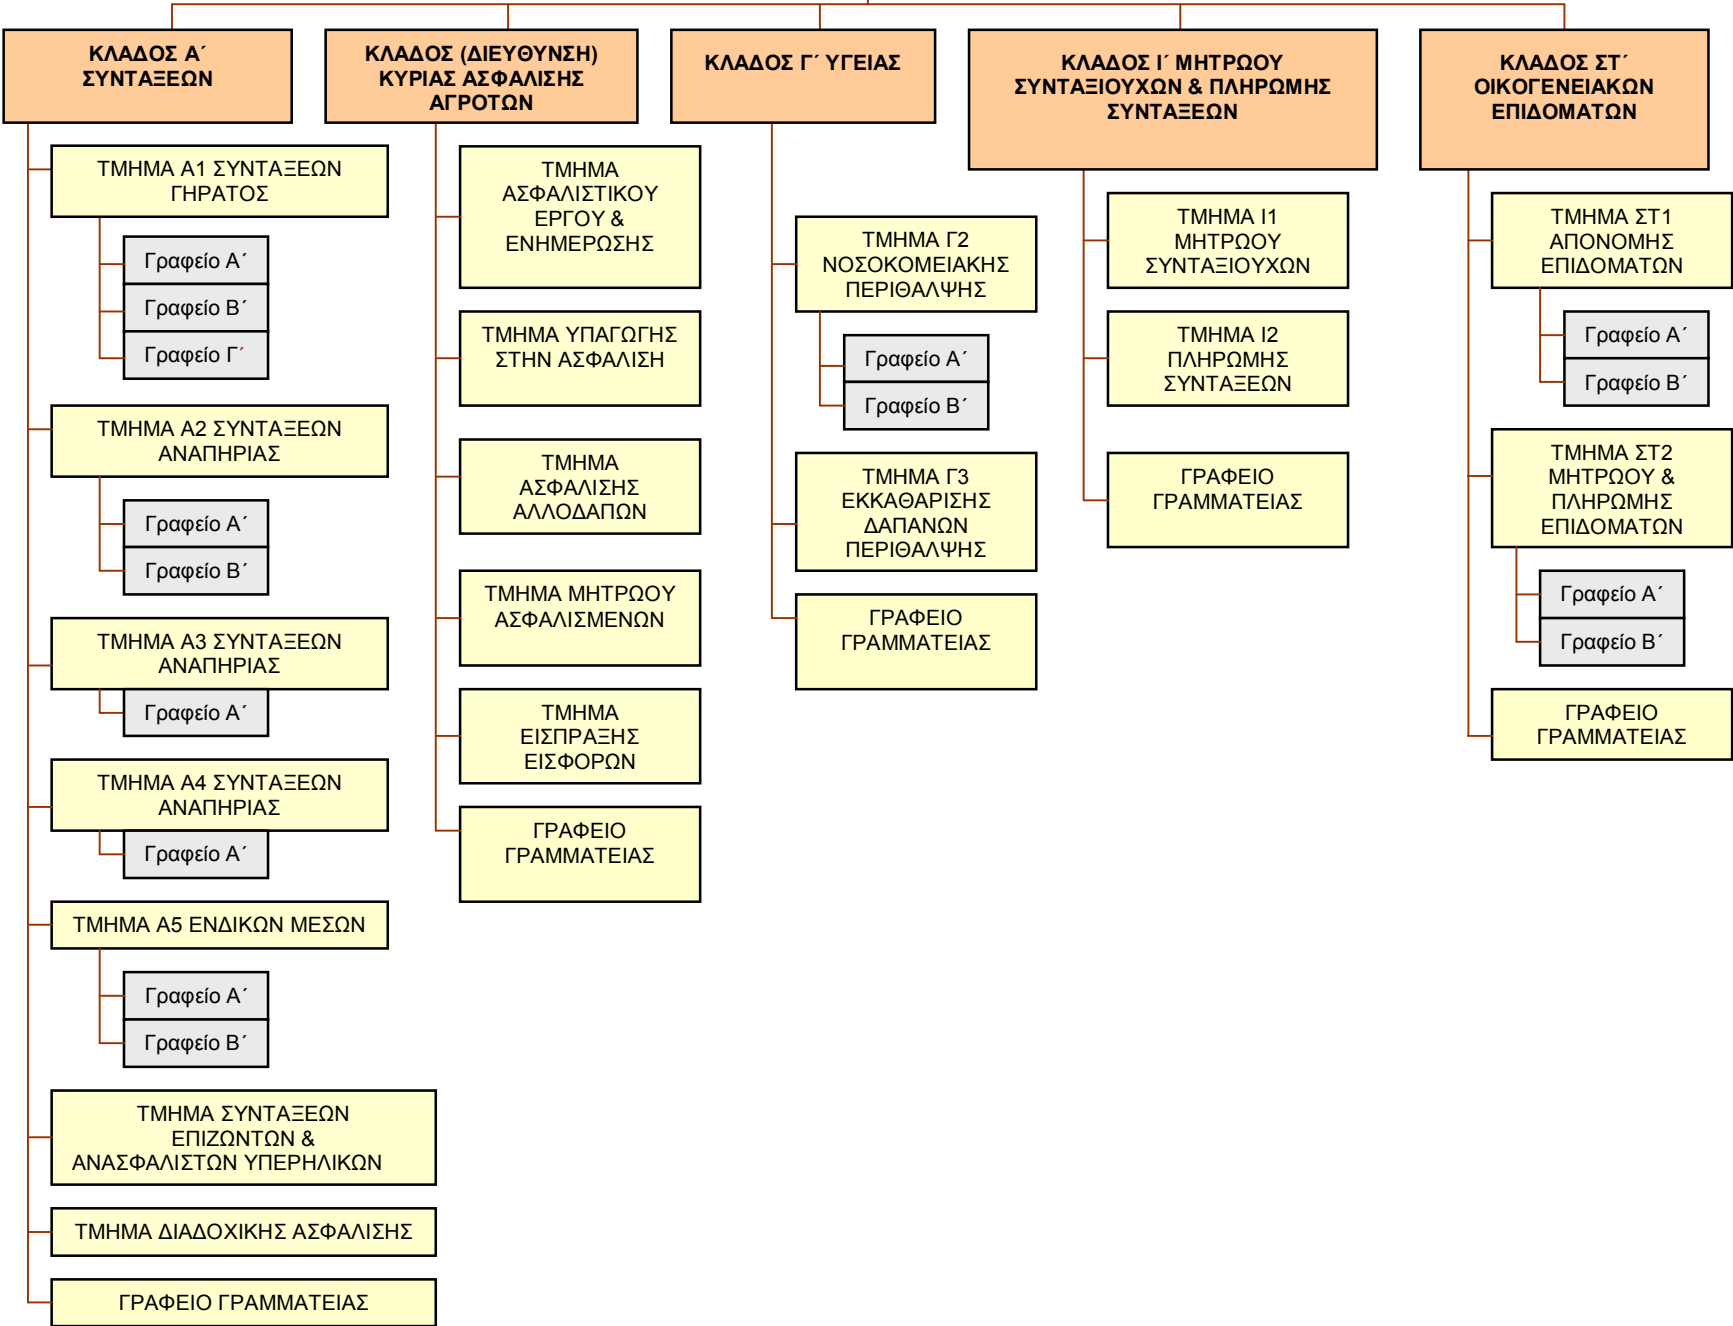 ΚΛΑΔΟΣ Α΄
ΣΥΝΤΑΞΕΩΝ
ΤΜΗΜΑ Α1 ΣΥΝΤΑΞΕΩΝ
ΓΗΡΑΤΟΣ
Γραφείο Α΄
Γραφείο Β΄
Γραφείο Γ΄
ΤΜΗΜΑ Α2 ΣΥΝΤΑΞΕΩΝ
ΑΝΑΠΗΡΙΑΣ
Γραφείο Α΄
Γραφείο Β΄
ΤΜΗΜΑ Α3 ΣΥΝΤΑΞΕΩΝ
ΑΝΑΠΗΡΙΑΣ
Γραφείο Α΄
ΤΜΗΜΑ Α4 ΣΥΝΤΑΞΕΩΝ
ΑΝΑΠΗΡΙΑΣ
Γραφείο Α΄
ΤΜΗΜΑ Α5 ΕΝΔΙΚΩΝ ΜΕΣΩΝ
Γραφείο Α΄
Γραφείο Β΄
ΤΜΗΜΑ ΣΥΝΤΑΞΕΩΝ
ΕΠΙΖΩΝΤΩΝ &
ΑΝΑΣΦΑΛΙΣΤΩΝ ΥΠΕΡΗΛΙΚΩΝ
ΤΜΗΜΑ ΔΙΑΔΟΧΙΚΗΣ ΑΣΦΑΛΙΣΗΣ
ΓΡΑΦΕΙΟ ΓΡΑΜΜΑΤΕΙΑΣ
ΚΛΑΔΟΣ (ΔΙΕΥΘΥΝΣΗ)
ΚΥΡΙΑΣ ΑΣΦΑΛΙΣΗΣ
ΑΓΡΟΤΩΝ
ΤΜΗΜΑ
ΑΣΦΑΛΙΣΤΙΚΟΥ
ΕΡΓΟΥ &
ΕΝΗΜΕΡΩΣΗΣ
ΤΜΗΜΑ ΥΠΑΓΩΓΗΣ
ΣΤΗΝ ΑΣΦΑΛΙΣΗ
ΤΜΗΜΑ
ΑΣΦΑΛΙΣΗΣ
ΑΛΛΟΔΑΠΩΝ
ΤΜΗΜΑ ΜΗΤΡΩΟΥ
ΑΣΦΑΛΙΣΜΕΝΩΝ
ΤΜΗΜΑ
ΕΙΣΠΡΑΞΗΣ
ΕΙΣΦΟΡΩΝ
ΓΡΑΦΕΙΟ
ΓΡΑΜΜΑΤΕΙΑΣ
ΚΛΑΔΟΣ Γ΄ ΥΓΕΙΑΣ
ΤΜΗΜΑ Γ2
ΝΟΣΟΚΟΜΕΙΑΚΗΣ
ΠΕΡΙΘΑΛΨΗΣ
Γραφείο Α΄
Γραφείο Β΄
ΤΜΗΜΑ Γ3
ΕΚΚΑΘΑΡΙΣΗΣ
ΔΑΠΑΝΩΝ
ΠΕΡΙΘΑΛΨΗΣ
ΓΡΑΦΕΙΟ
ΓΡΑΜΜΑΤΕΙΑΣ
ΚΛΑΔΟΣ Ι΄ ΜΗΤΡΩΟΥ
ΣΥΝΤΑΞΙΟΥΧΩΝ & ΠΛΗΡΩΜΗΣ
ΣΥΝΤΑΞΕΩΝ
ΤΜΗΜΑ Ι1
ΜΗΤΡΩΟΥ
ΣΥΝΤΑΞΙΟΥΧΩΝ
ΤΜΗΜΑ Ι2
ΠΛΗΡΩΜΗΣ
ΣΥΝΤΑΞΕΩΝ
ΓΡΑΦΕΙΟ
ΓΡΑΜΜΑΤΕΙΑΣ
ΚΛΑΔΟΣ ΣΤ΄
ΟΙΚΟΓΕΝΕΙΑΚΩΝ
ΕΠΙΔΟΜΑΤΩΝ
ΤΜΗΜΑ ΣΤ1
ΑΠΟΝΟΜΗΣ
ΕΠΙΔΟΜΑΤΩΝ
Γραφείο Α΄
Γραφείο Β΄
ΤΜΗΜΑ ΣΤ2
ΜΗΤΡΩΟΥ &
ΠΛΗΡΩΜΗΣ
ΕΠΙΔΟΜΑΤΩΝ
Γραφείο Α΄
Γραφείο Β΄
ΓΡΑΦΕΙΟ
ΓΡΑΜΜΑΤΕΙΑΣ